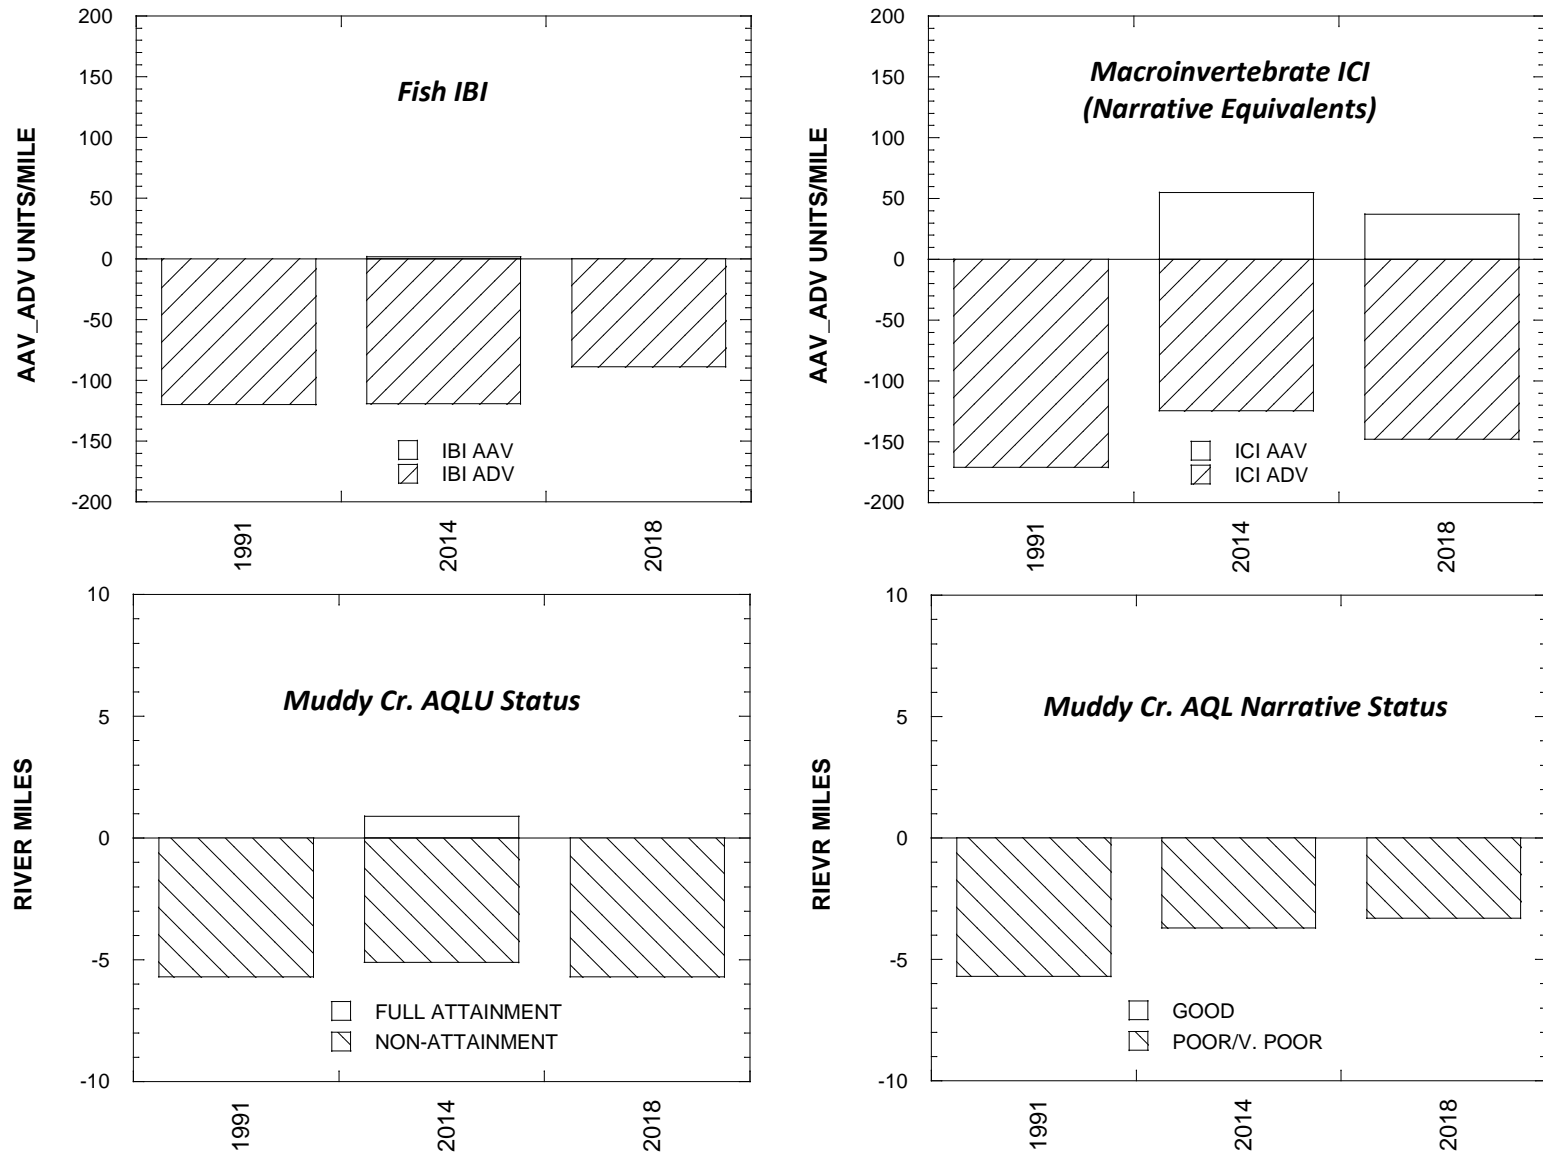 Fish IBI
AAV_ADV UNITS/MILE
200
150
100
50
0
-50
-100
-150
-200
IBI AAV
IBI ADV
1991
2014
2018
Macroinvertebrate ICI
(Narrative Equivalents)
AAV_ADV UNITS/MILE
200
150
100
50
0
-50
-100
-150
-200
ICI AAV
ICI ADV
1991
2014
2018
Muddy Cr. AQLU Status
RIVER MILES
10
5
0
-5
-10
FULL ATTAINMENT
NON-ATTAINMENT
1991
2014
2018
Muddy Cr. AQL Narrative Status
RIEVR MILES
10
5
0
-5
-10
GOOD
POOR/V. POOR
1991
2014
2018